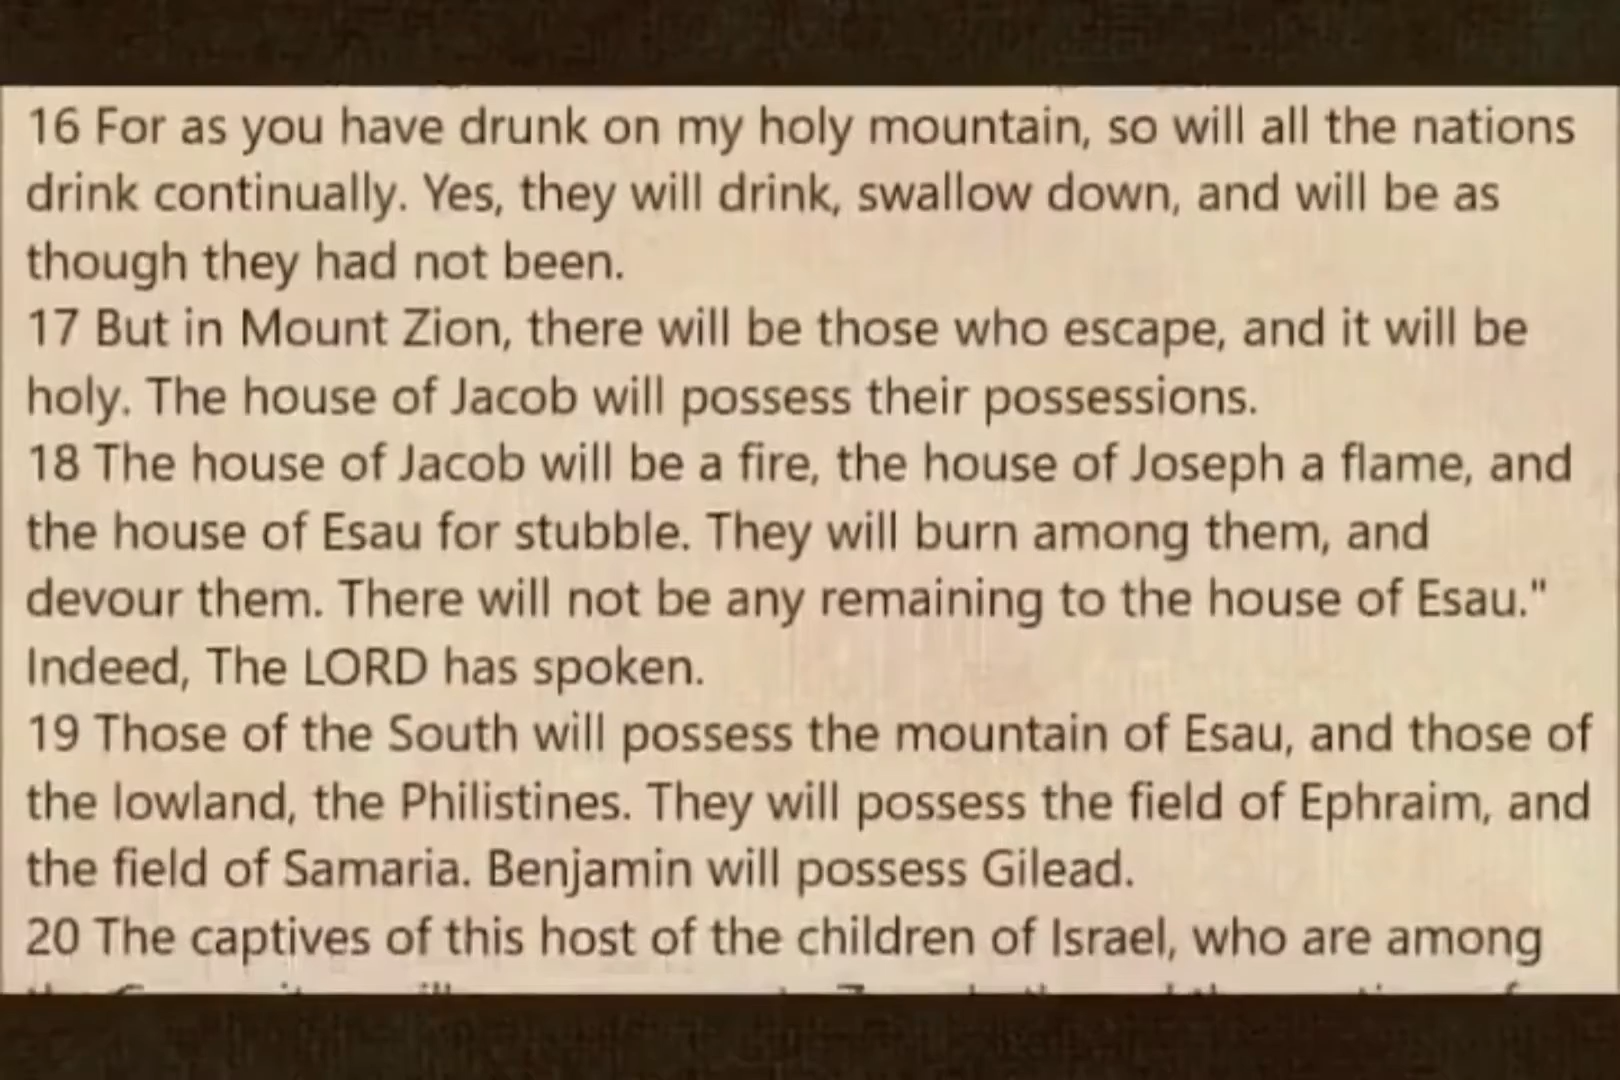 16 For as you have drunk on my holy mountain, so will all the nations
drink continually. Yes, they will drink, swallow down, and will be as
though they had not been.
17 But in Mount Zion, there will be those who escape, and it will be
holy. The house of Jacob will possess their possessions.
18 The house of Jacob will be a fire, the house of Joseph a flame, and
the house of Esau for stubble. They will burn among them, and
devour them. There will not be any remaining to the house of Esau."
Indeed, The LORD has spoken.
19 Those of the South will possess the mountain of Esau, and those of
the lowland, the Philistines. They will possess the field of Ephraim, and
the field of Samaria. Benjamin will possess Gilead.
20 The captives of this host of the children of Israel, who are among